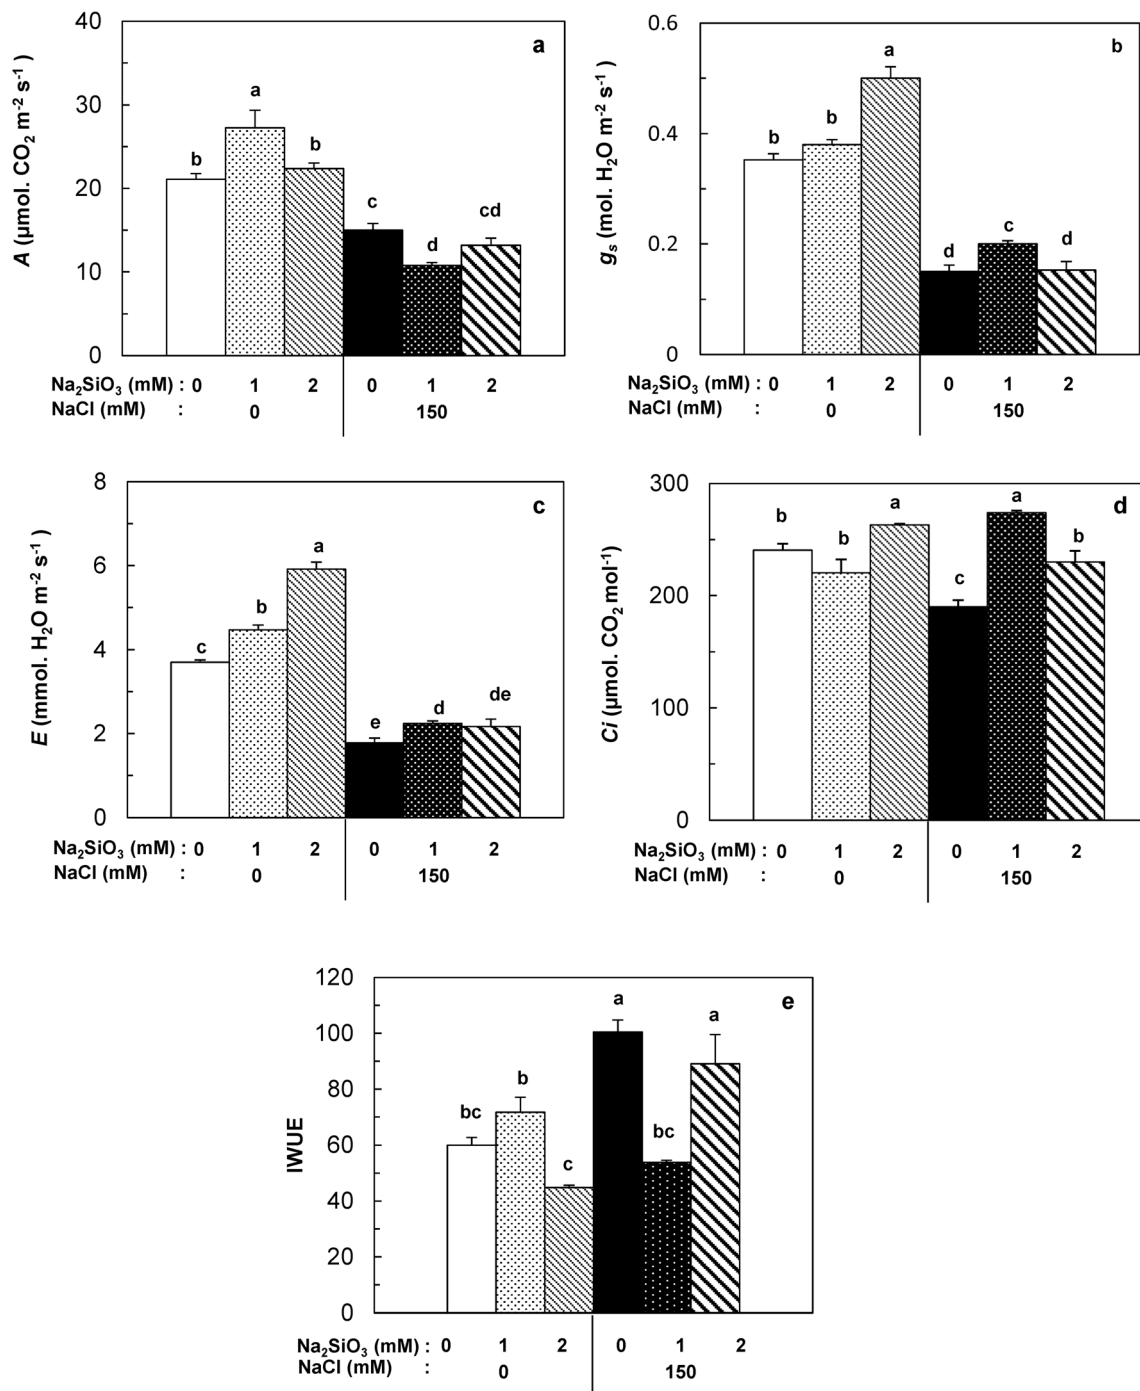 a
A (µmol. CO₂ m⁻² s⁻¹)
40
30
20
10
0
b a b c d cd
Na₂SiO₃ (mM) : 0 1 2 0 1 2
NaCl (mM) : 0 150
b
gₛ (mol. H₂O m⁻² s⁻¹)
0.6
0.4
0.2
0
b b a d c d
Na₂SiO₃ (mM) : 0 1 2 0 1 2
NaCl (mM) : 0 150
c
E (mmol. H₂O m⁻² s⁻¹)
8
6
4
2
0
c b a e d de
Na₂SiO₃ (mM) : 0 1 2 0 1 2
NaCl (mM) : 0 150
d
Ci (µmol. CO₂ mol⁻¹)
300
200
100
0
b b a c a b
Na₂SiO₃ (mM) : 0 1 2 0 1 2
NaCl (mM) : 0 150
e
IWUE
120
100
80
60
40
20
0
bc b c a bc a
Na₂SiO₃ (mM) : 0 1 2 0 1 2
NaCl (mM) : 0 150